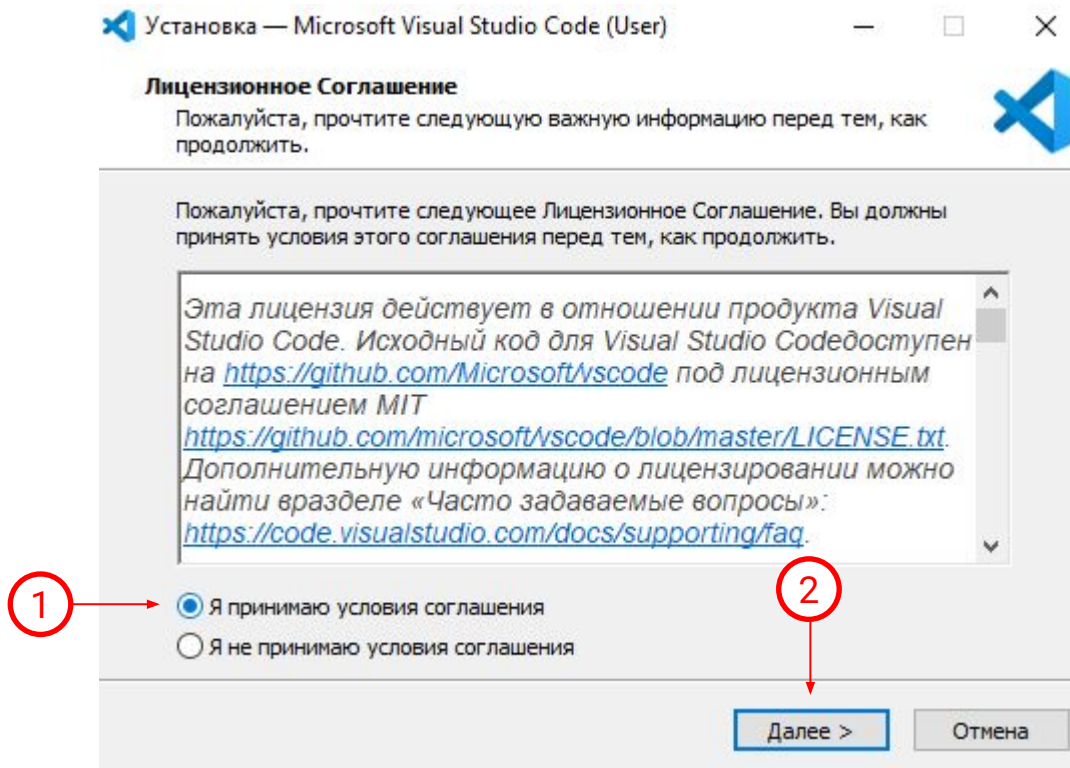 Установка — Microsoft Visual Studio Code (User)
Лицензионное Соглашение
Пожалуйста, прочтите следующую важную информацию перед тем, как
продолжить.
Пожалуйста, прочтите следующее Лицензионное Соглашение. Вы должны
принять условия этого соглашения перед тем, как продолжить.
Эта лицензия действует в отношении продукта Visual
Studio Code. Исходный код для Visual Studio Codeдоступен
на https://github.com/Microsoft/vscode под лицензионным
соглашением MIT
https://github.com/microsoft/vscode/blob/master/LICENSE.txt.
Дополнительную информацию о лицензировании можно
найти вразделе «Часто задаваемые вопросы»:
https://code.visualstudio.com/docs/supporting/faq.
1
Я принимаю условия соглашения
2
Я не принимаю условия соглашения
Далее >
Отмена